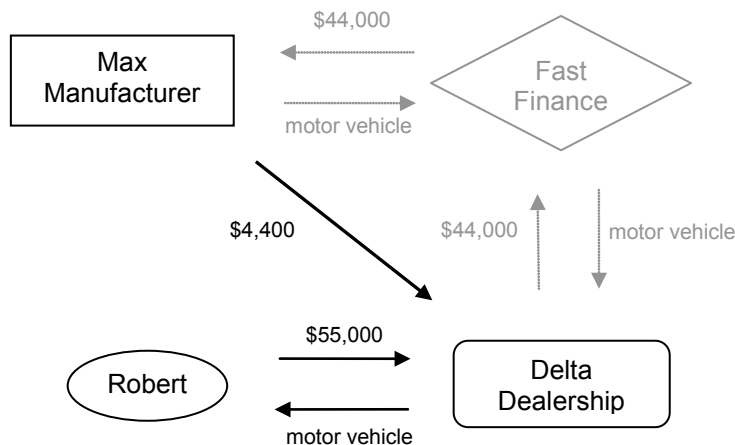 $44,000
Max
Manufacturer
Fast
Finance
motor vehicle
$4,400
$44,000
motor vehicle
$55,000
Robert
Delta
Dealership
motor vehicle